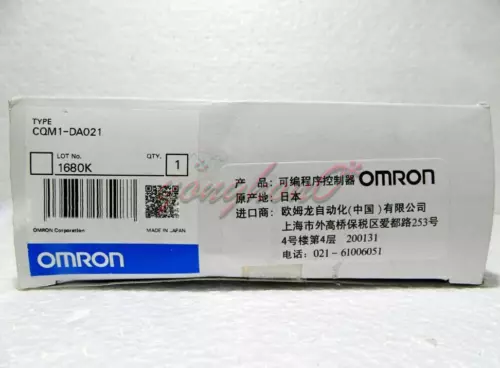 TYPE
CQM1-DA021
LOT No.
1680K
QTY.
1
OMRON Corporation
MADE IN JAPAN
OMRON
产 品: 可编程序控制器 OMRON
原产地: 日本
进口商: 欧姆龙自动化(中国)有限公司
上海市外高桥保税区爱都路253号
4号楼第4层 200131
电话: 021-61006051